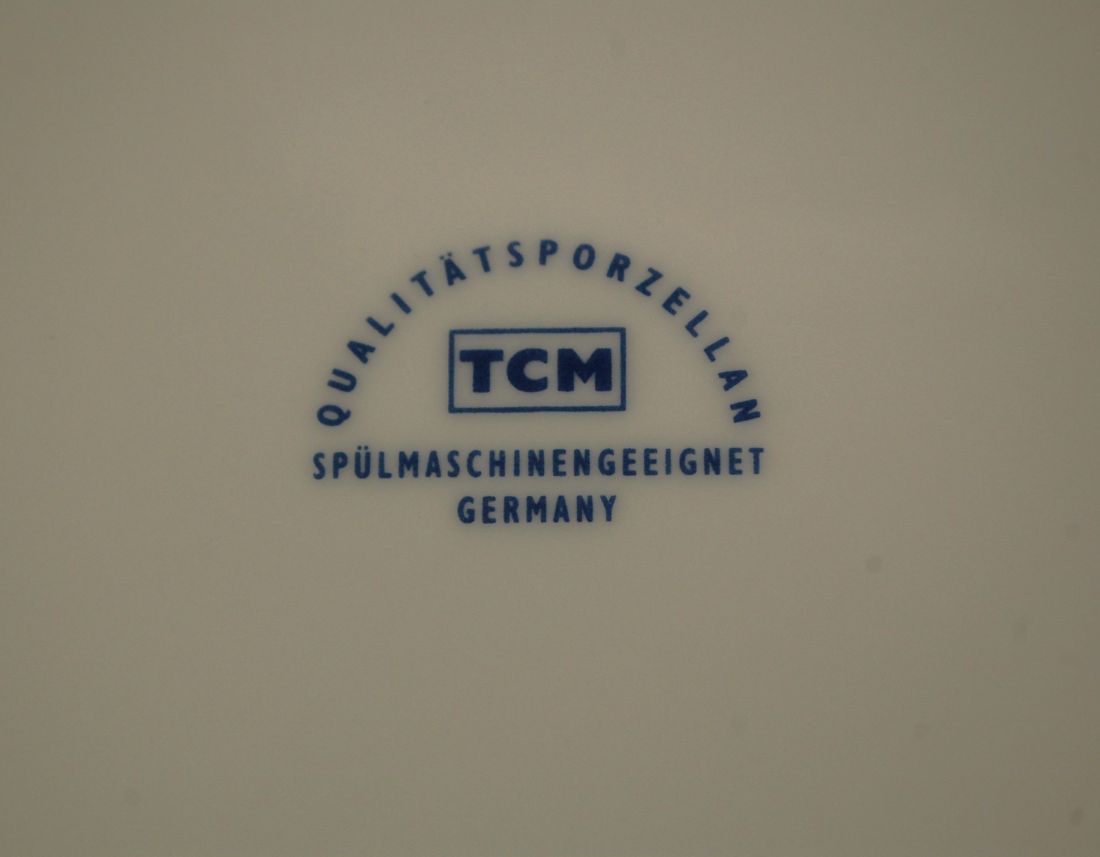 QUALITÄTSPORZELLAN
TCM
SPÜLMASCHINENGEEIGNET
GERMANY